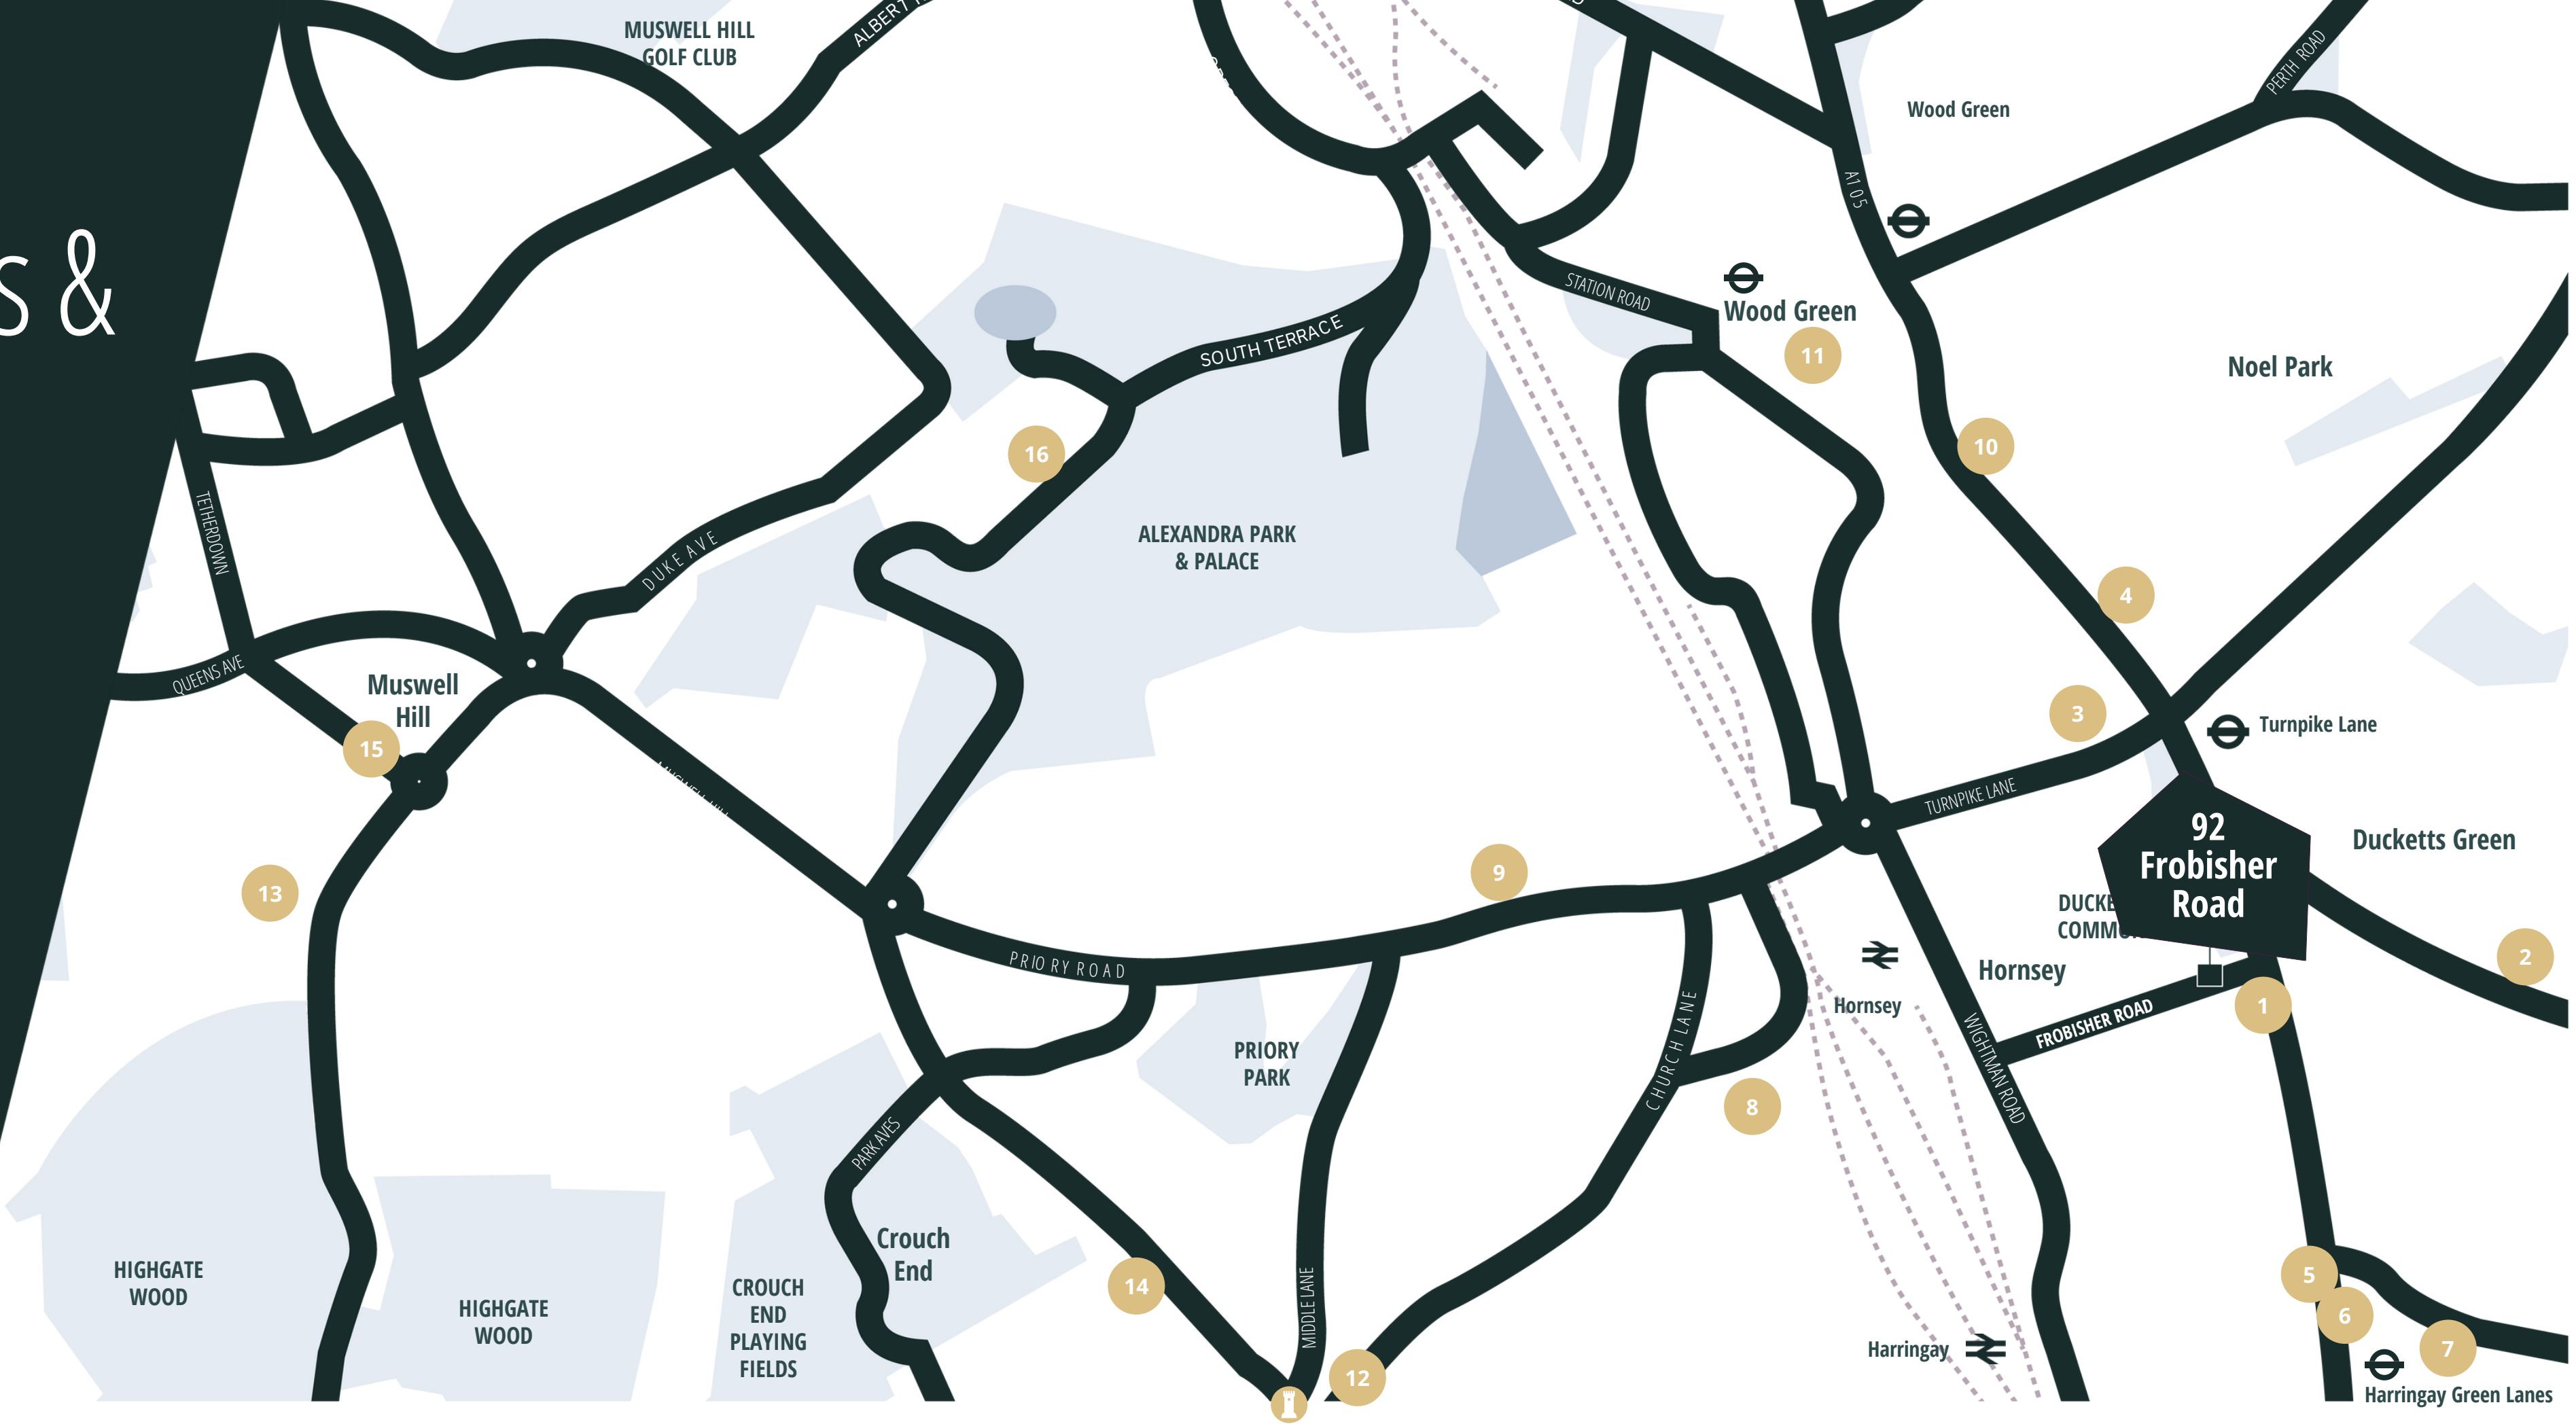 s &
MUSWELL HILL
GOLF CLUB
PERTH ROAD
Wood Green
A105
STATION ROAD
Wood Green
11
SOUTH TERRACE
Noel Park
10
16
TETHERDOWN
ALEXANDRA PARK
& PALACE
DUKE AVE
4
QUEENS AVE
Muswell
Hill
15
3
Turnpike Lane
TURNPIKE LANE
92
Frobisher
Road
Ducketts Green
13
9
2
PRIORY ROAD
Hornsey
Hornsey
1
FROBISHER ROAD
WIGHTMAN ROAD
CHURCH LANE
PRIORY
PARK
8
PARK AVES
Crouch
End
HIGHGATE
WOOD
HIGHGATE
WOOD
CROUCH
END
PLAYING
FIELDS
14
MIDDLE LANE
5
6
7
Harringay
12
Harringay Green Lanes